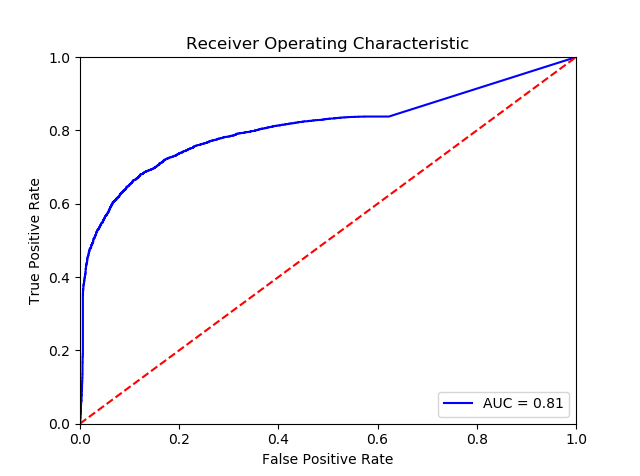 Receiver Operating Characteristic
1.0
0.8
0.6
0.4
0.2
0.0
True Positive Rate
AUC = 0.81
0.0 0.2 0.4 0.6 0.8 1.0
False Positive Rate